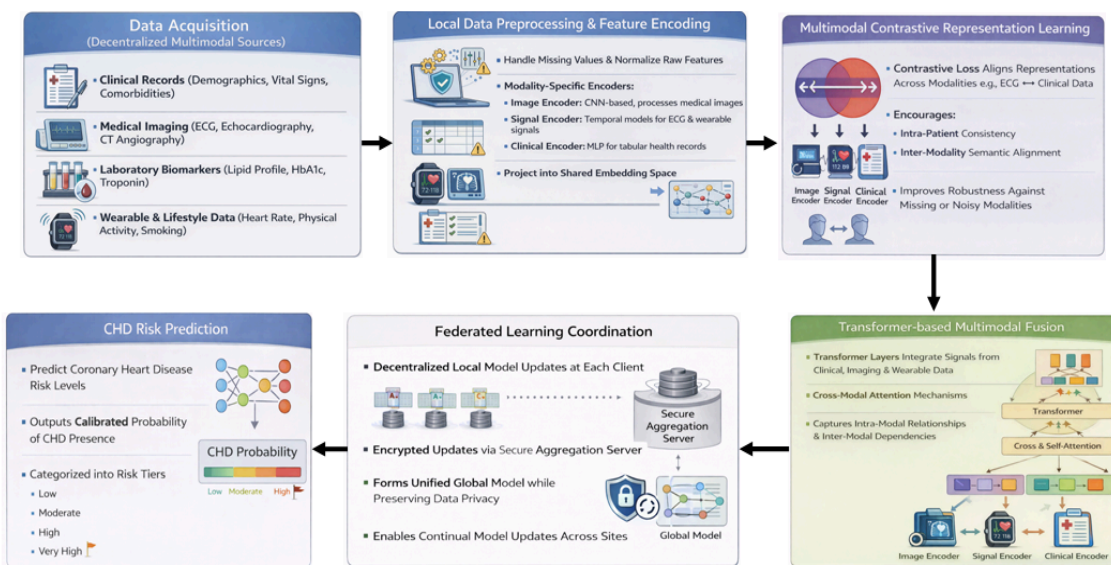 Data Acquisition
(Decentralized Multimodal Sources)
Clinical Records (Demographics, Vital Signs,
Comorbidities)
Medical Imaging (ECG, Echocardiography,
CT Angiography)
Laboratory Biomarkers (Lipid Profile, HbA1c,
Troponin)
Wearable & Lifestyle Data (Heart Rate, Physical
Activity, Smoking)
Local Data Preprocessing & Feature Encoding
Handle Missing Values & Normalize Raw Features
Modality-Specific Encoders:
Image Encoder: CNN-based, processes medical images
Signal Encoder: Temporal models for ECG & wearable
signals
Clinical Encoder: MLP for tabular health records
Project into Shared Embedding Space
Multimodal Contrastive Representation Learning
Contrastive Loss Aligns Representations
Across Modalities e.g., ECG ⟷ Clinical Data
Encourages:
Intra-Patient Consistency
Inter-Modality Semantic Alignment
Improves Robustness Against
Missing or Noisy Modalities
Image Encoder
Signal Encoder
Clinical Encoder
Transformer-based Multimodal Fusion
Transformer Layers Integrate Signals from
Clinical, Imaging & Wearable Data
Cross-Modal Attention Mechanisms
Captures Intra-Modal Relationships
& Inter-Modal Dependencies
Transformer
Cross & Self-Attention
Image Encoder
Signal Encoder
Clinical Encoder
Federated Learning Coordination
Decentralized Local Model Updates at Each Client
Secure
Aggregation
Server
Encrypted Updates via Secure Aggregation Server
Forms Unified Global Model while
Preserving Data Privacy
Enables Continual Model Updates Across Sites
Global Model
CHD Risk Prediction
Predict Coronary Heart Disease
Risk Levels
Outputs Calibrated Probability
of CHD Presence
CHD Probability
Low Moderate High
Categorized into Risk Tiers
Low
Moderate
High
Very High